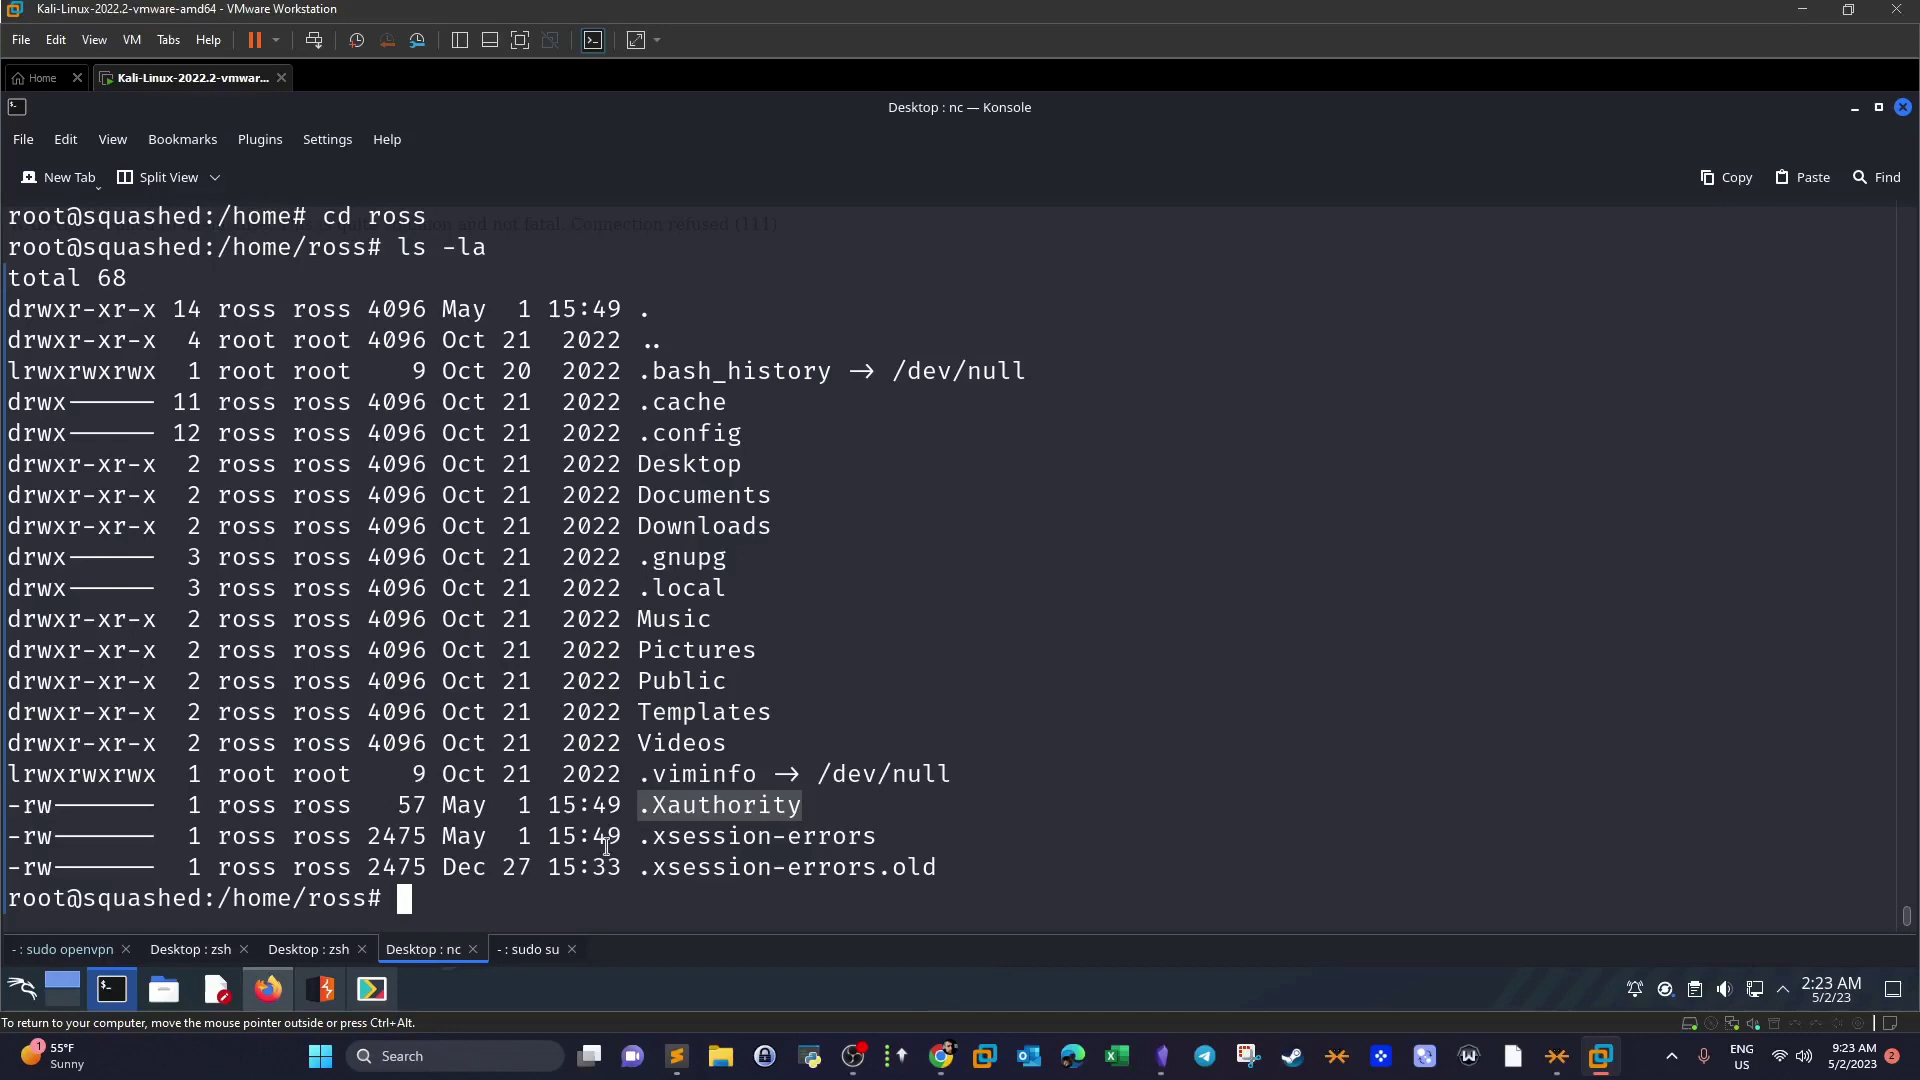 Kali-Linux-2022.2-vmware-amd64 - VMware Workstation
File Edit View VM Tabs Help
Home Kali-Linux-2022.2-vmwar...
Desktop : nc — Konsole
File Edit View Bookmarks Plugins Settings Help
New Tab Split View Copy Paste Find
root@squashed:/home# cd ross
and not fatal. Connection refused (111)
root@squashed:/home/ross# ls -la
total 68
drwxr-xr-x 14 ross ross 4096 May  1 15:49 .
drwxr-xr-x  4 root root 4096 Oct 21  2022 ..
lrwxrwxrwx  1 root root    9 Oct 20  2022 .bash_history -> /dev/null
drwx------ 11 ross ross 4096 Oct 21  2022 .cache
drwx------ 12 ross ross 4096 Oct 21  2022 .config
drwxr-xr-x  2 ross ross 4096 Oct 21  2022 Desktop
drwxr-xr-x  2 ross ross 4096 Oct 21  2022 Documents
drwxr-xr-x  2 ross ross 4096 Oct 21  2022 Downloads
drwx------  3 ross ross 4096 Oct 21  2022 .gnupg
drwx------  3 ross ross 4096 Oct 21  2022 .local
drwxr-xr-x  2 ross ross 4096 Oct 21  2022 Music
drwxr-xr-x  2 ross ross 4096 Oct 21  2022 Pictures
drwxr-xr-x  2 ross ross 4096 Oct 21  2022 Public
drwxr-xr-x  2 ross ross 4096 Oct 21  2022 Templates
drwxr-xr-x  2 ross ross 4096 Oct 21  2022 Videos
lrwxrwxrwx  1 root root    9 Oct 21  2022 .viminfo -> /dev/null
-rw-------  1 ross ross   57 May  1 15:49 .Xauthority
-rw-------  1 ross ross 2475 May  1 15:49 .xsession-errors
-rw-------  1 ross ross 2475 Dec 27 15:33 .xsession-errors.old
root@squashed:/home/ross#
- : sudo openvpn Desktop : zsh Desktop : zsh Desktop : nc - : sudo su
2:23 AM
5/2/23
To return to your computer, move the mouse pointer outside or press Ctrl+Alt.
1 55°F
Sunny
Search
ENG
US
9:23 AM
5/2/2023
2